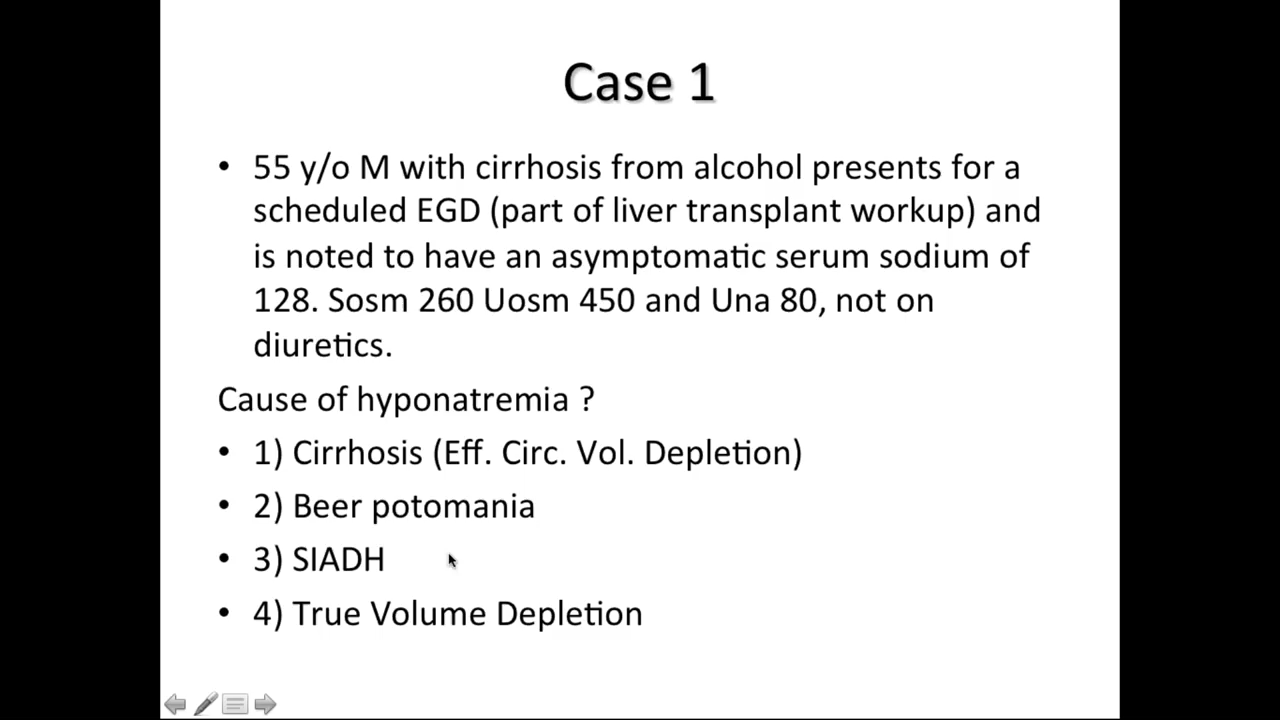 Case 1
• 55 y/o M with cirrhosis from alcohol presents for a
scheduled EGD (part of liver transplant workup) and
is noted to have an asymptomatic serum sodium of
128. Sosm 260 Uosm 450 and Una 80, not on
diuretics.
Cause of hyponatremia ?
• 1) Cirrhosis (Eff. Circ. Vol. Depletion)
• 2) Beer potomania
• 3) SIADH
• 4) True Volume Depletion